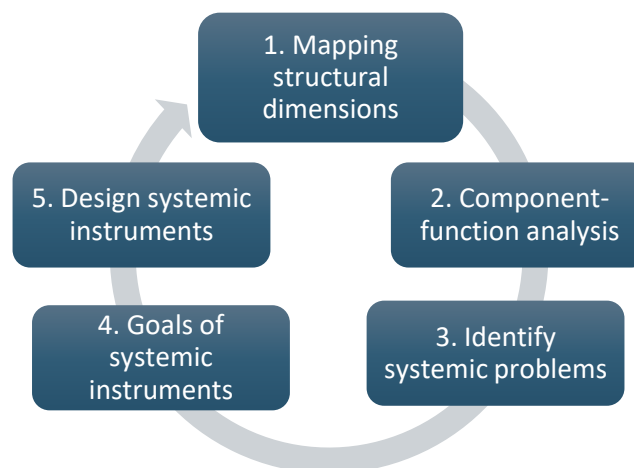 1. Mapping
structural
dimensions
2. Component-
function analysis
3. Identify
systemic problems
4. Goals of
systemic
instruments
5. Design systemic
instruments